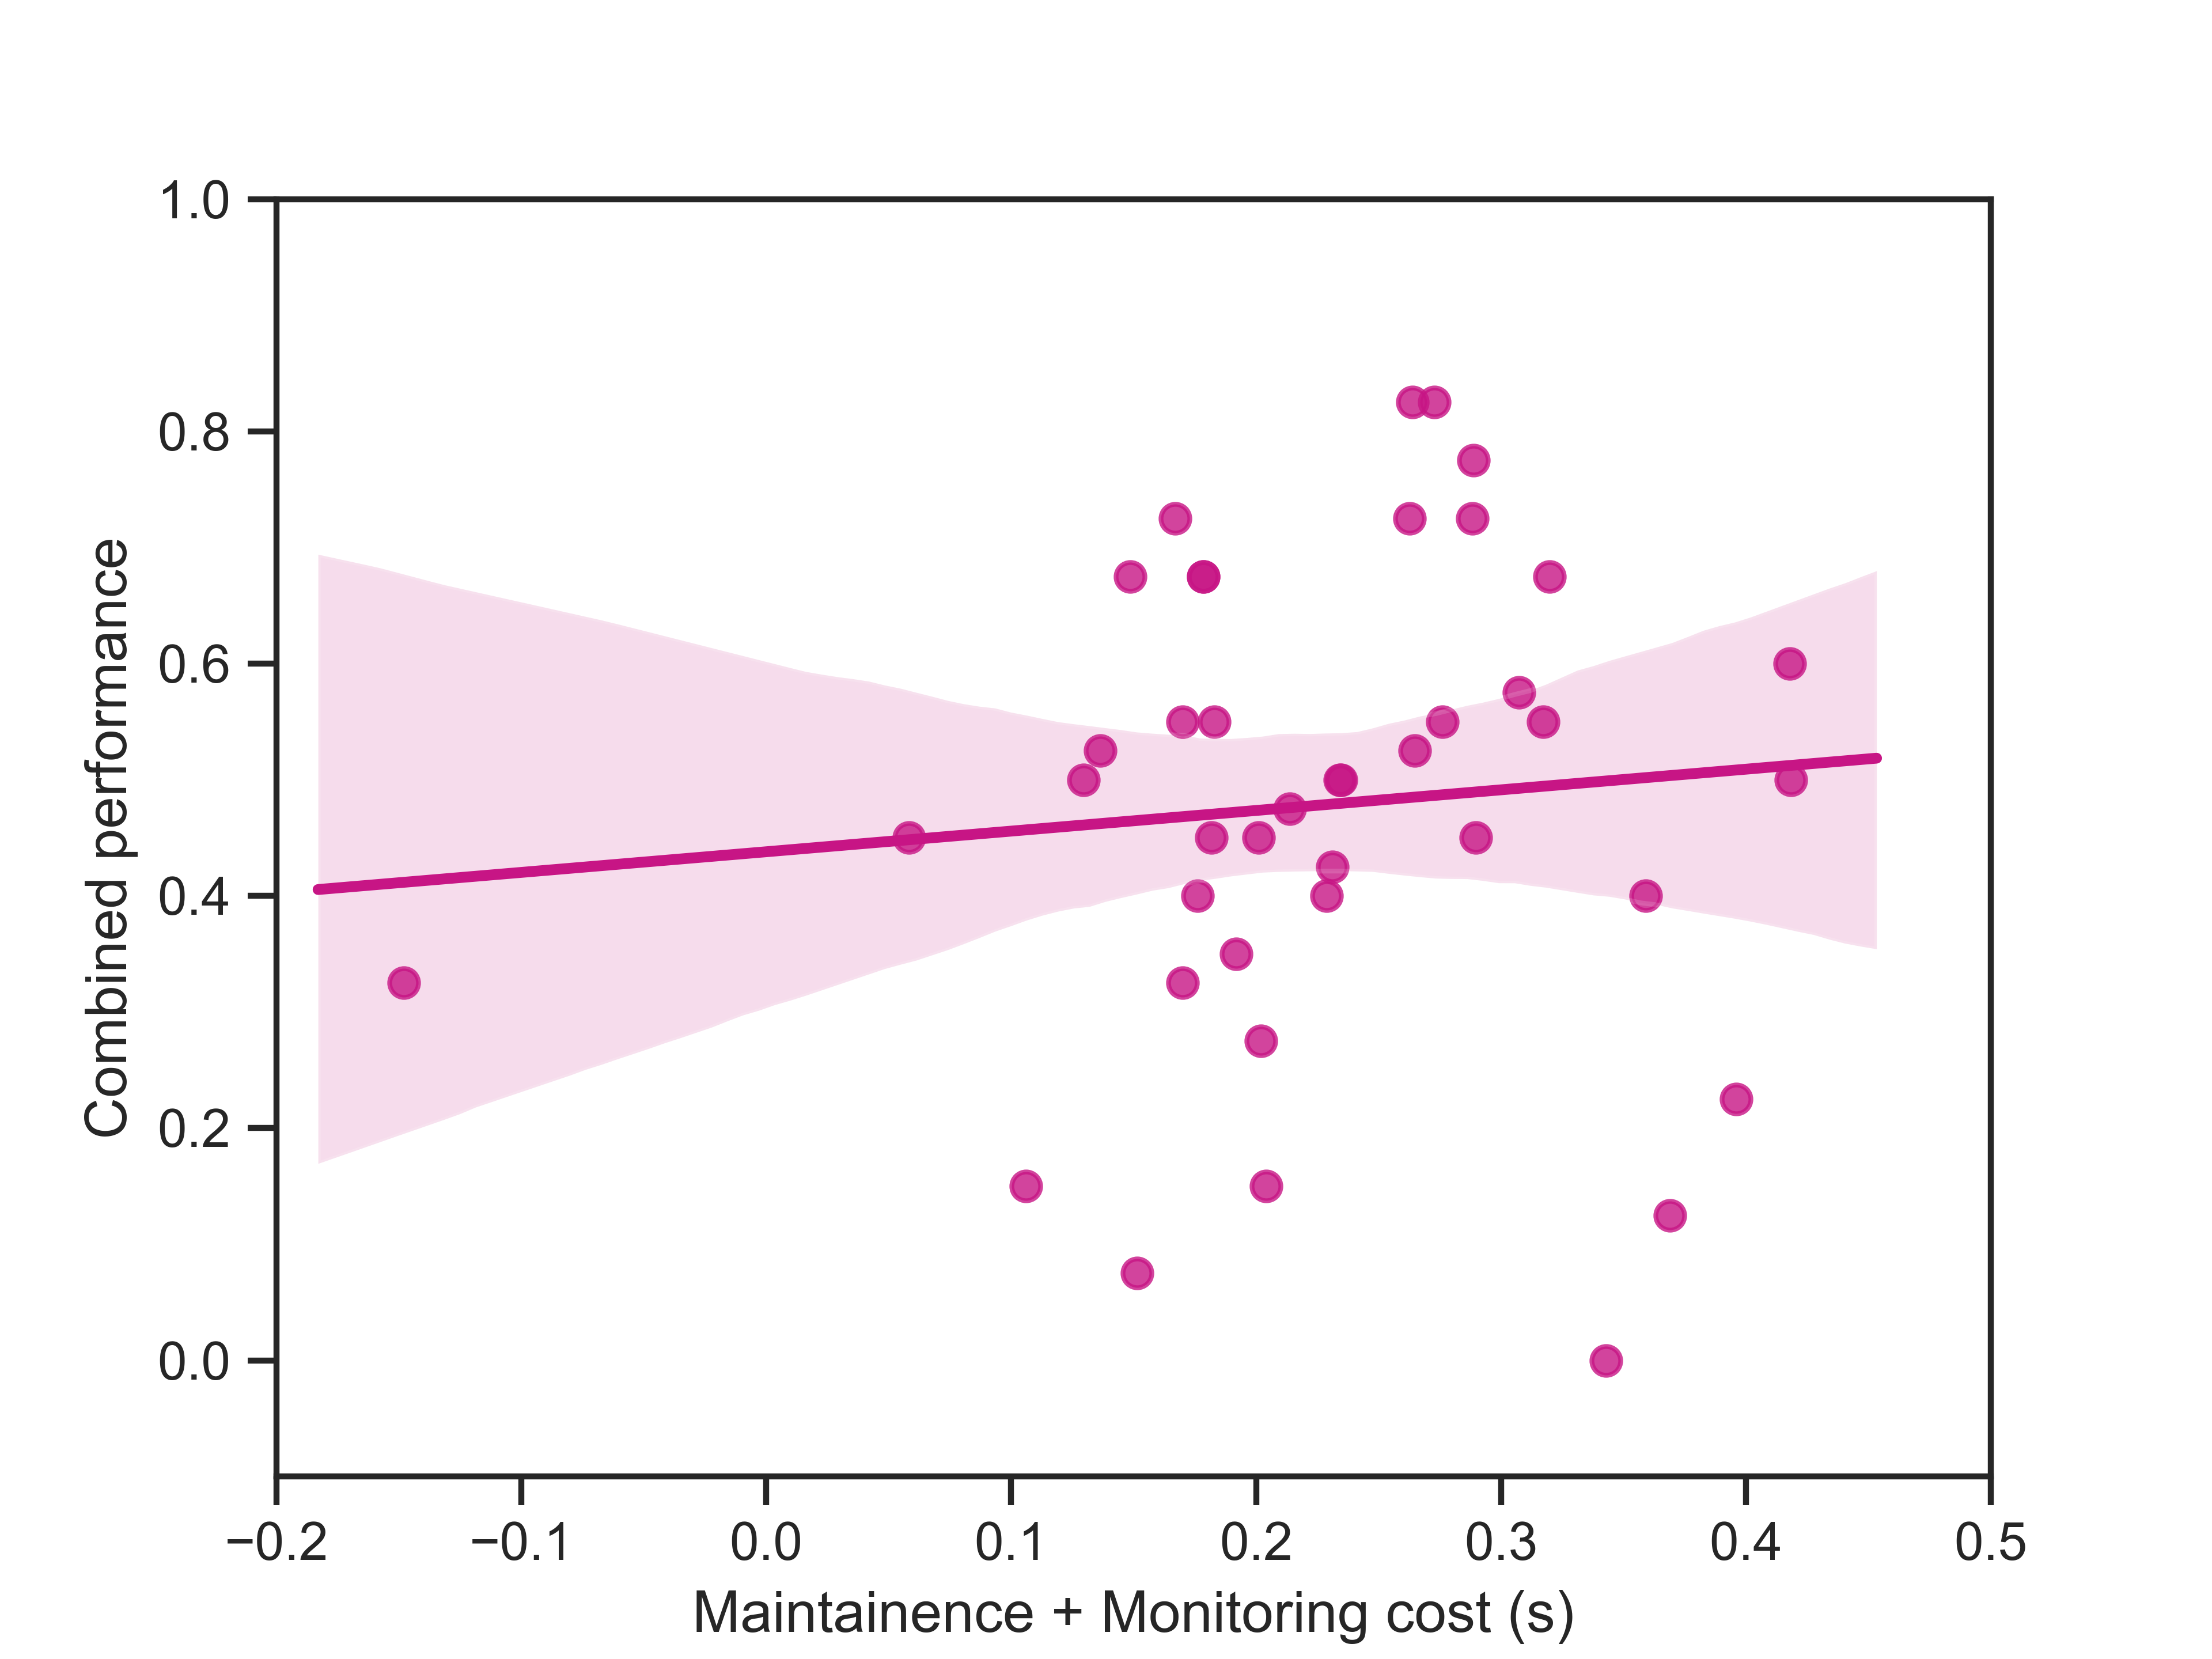 1.0
0.8
0.6
0.4
0.2
0.0
Combined performance
−0.2 −0.1 0.0 0.1 0.2 0.3 0.4 0.5
Maintainence + Monitoring cost (s)